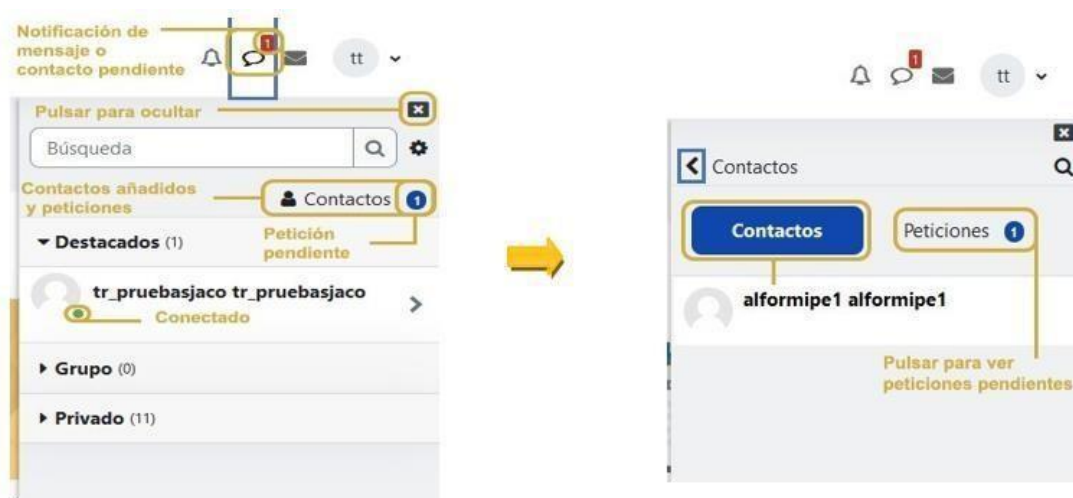 Notificación de
mensaje o
contacto pendiente
1
tt
Pulsar para ocultar
Búsqueda
Contactos añadidos
y peticiones
Contactos 1
Destacados (1)
Petición
pendiente
tr_pruebasjaco tr_pruebasjaco
Conectado
Grupo (0)
Privado (11)
1
tt
Contactos
Contactos
Peticiones 1
alformipe1 alformipe1
Pulsar para ver
peticiones pendientes